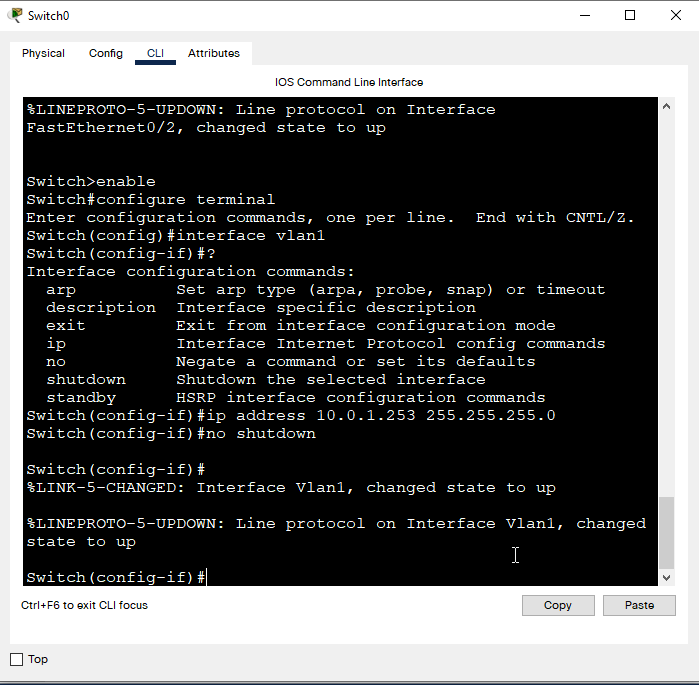 Switch0
Physical Config CLI Attributes
IOS Command Line Interface
%LINEPROTO-5-UPDOWN: Line protocol on Interface
FastEthernet0/2, changed state to up
Switch>enable
Switch#configure terminal
Enter configuration commands, one per line.  End with CNTL/Z.
Switch(config)#interface vlan1
Switch(config-if)#?
Interface configuration commands:
  arp          Set arp type (arpa, probe, snap) or timeout
  description  Interface specific description
  exit         Exit from interface configuration mode
  ip           Interface Internet Protocol config commands
  no           Negate a command or set its defaults
  shutdown     Shutdown the selected interface
  standby      HSRP interface configuration commands
Switch(config-if)#ip address 10.0.1.253 255.255.255.0
Switch(config-if)#no shutdown
Switch(config-if)#
%LINK-5-CHANGED: Interface Vlan1, changed state to up
%LINEPROTO-5-UPDOWN: Line protocol on Interface Vlan1, changed
state to up
Switch(config-if)#
Ctrl+F6 to exit CLI focus
Copy Paste
Top